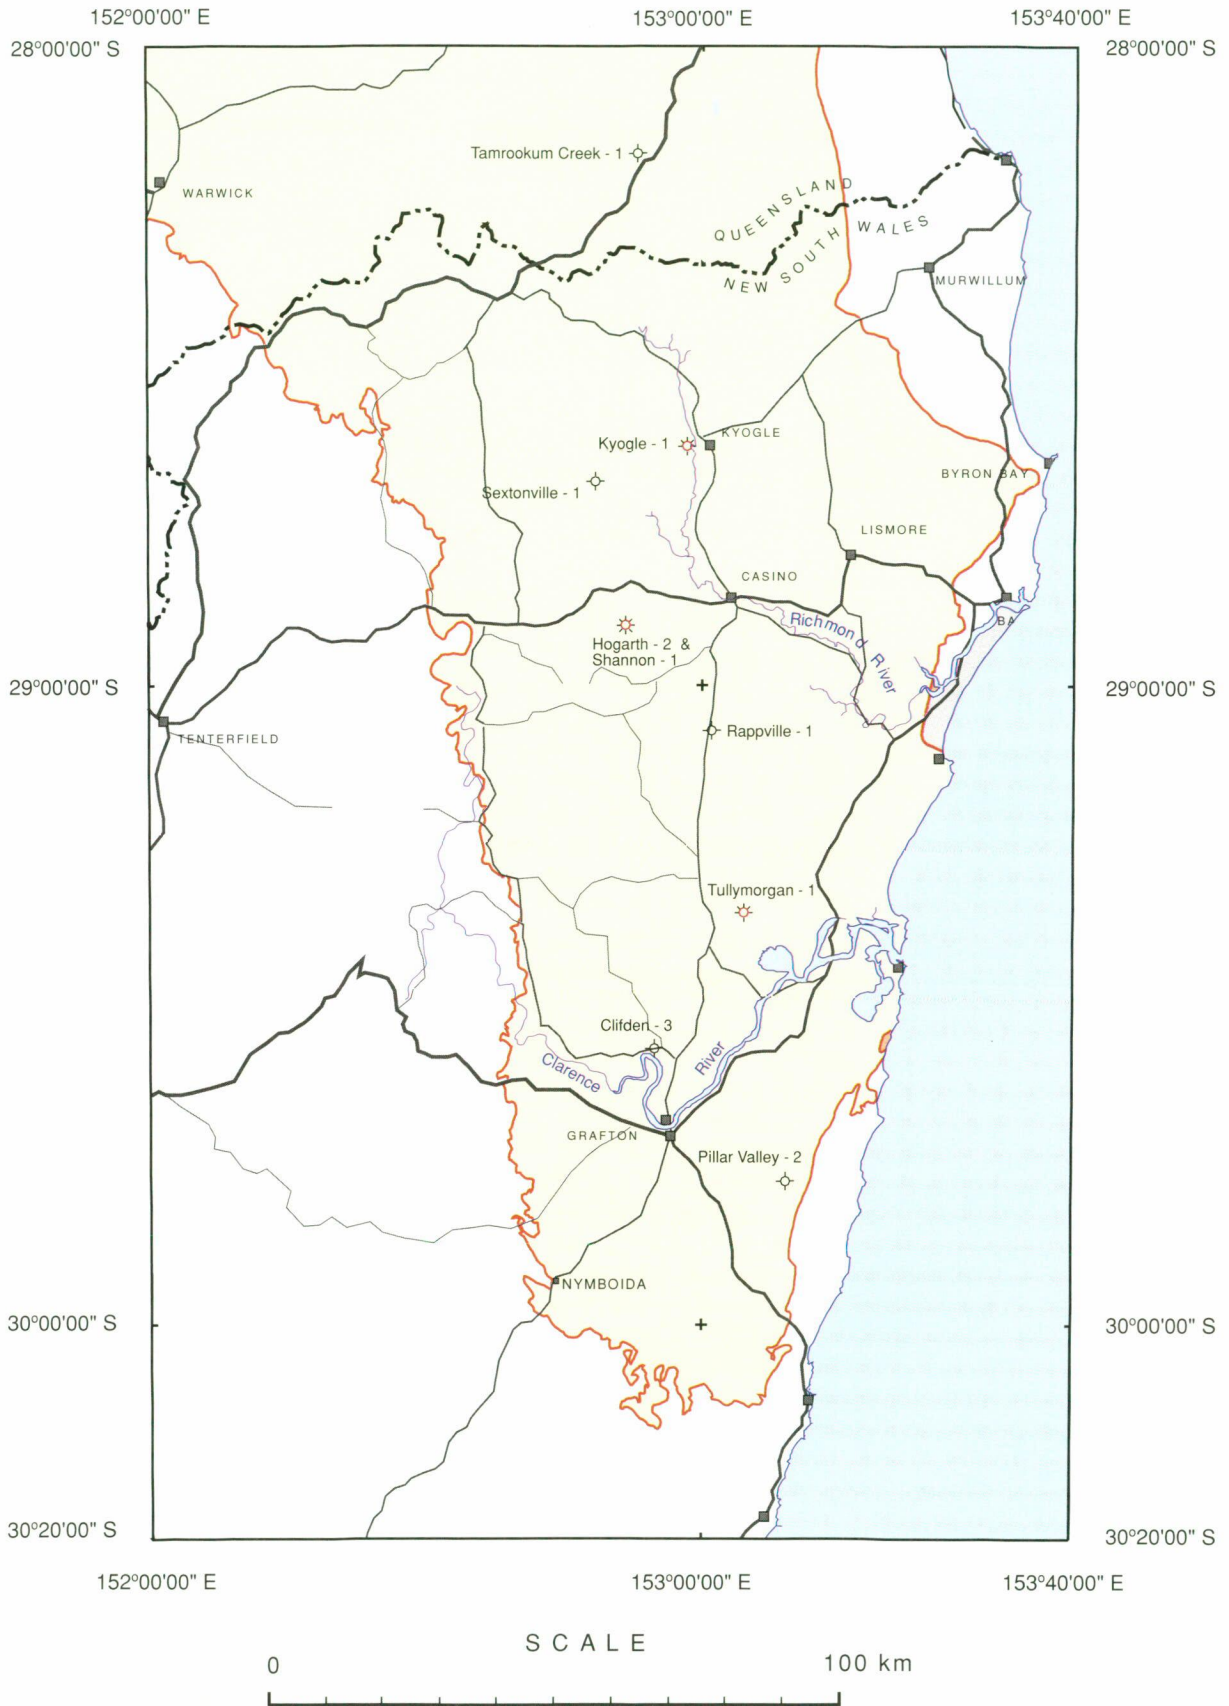 152°00'00" E
153°00'00" E
153°40'00" E
28°00'00" S
28°00'00" S
Tamrookum Creek - 1
WARWICK
QUEENSLAND
NEW SOUTH WALES
MURWILLUM
Kyogle - 1
KYOGLE
BYRON BAY
Sextonville - 1
LISMORE
CASINO
Richmond River
BA
Hogarth - 2 &
Shannon - 1
29°00'00" S
29°00'00" S
Rappville - 1
TENTERFIELD
Tullymorgan - 1
Clifden - 3
Clarence River
GRAFTON
Pillar Valley - 2
NYMBOIDA
30°00'00" S
30°00'00" S
30°20'00" S
30°20'00" S
152°00'00" E
153°00'00" E
153°40'00" E
SCALE
0
100 km